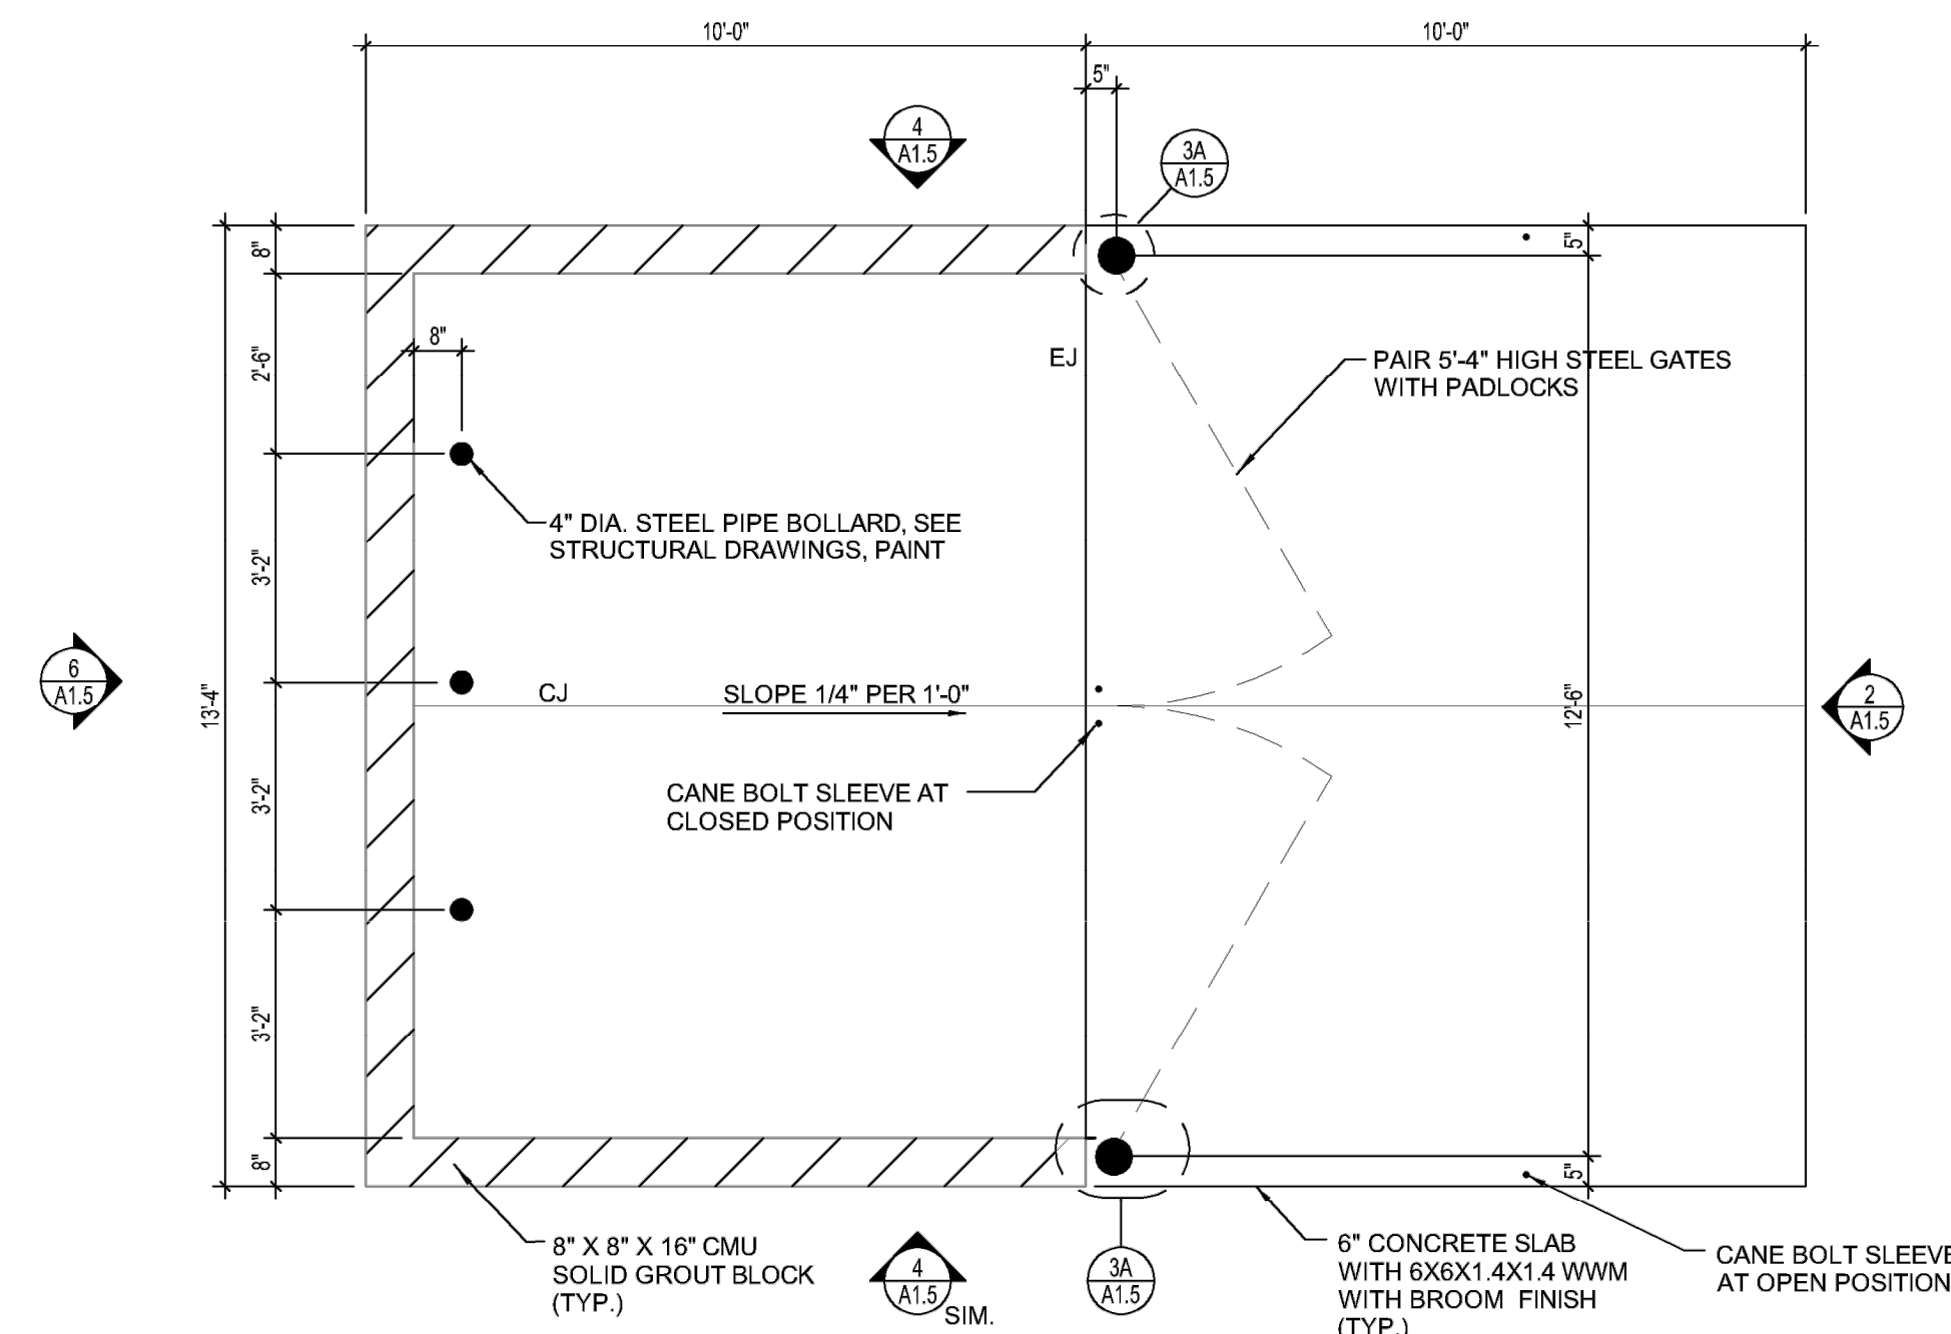 10'-0"
10'-0"
5"
4
A1.5
3A
A1.5
8"
5"
2'-6"
8"
EJ
PAIR 5'-4" HIGH STEEL GATES
WITH PADLOCKS
4" DIA. STEEL PIPE BOLLARD, SEE
STRUCTURAL DRAWINGS, PAINT
3'-2"
6
A1.5
13'-4"
CJ
SLOPE 1/4" PER 1'-0"
12'-6"
2
A1.5
3'-2"
CANE BOLT SLEEVE AT
CLOSED POSITION
3'-2"
8"
5"
8" X 8" X 16" CMU
SOLID GROUT BLOCK
(TYP.)
4
A1.5
SIM.
3A
A1.5
6" CONCRETE SLAB
WITH 6X6X1.4X1.4 WWM
WITH BROOM FINISH
(TYP.)
CANE BOLT SLEEVE
AT OPEN POSITION